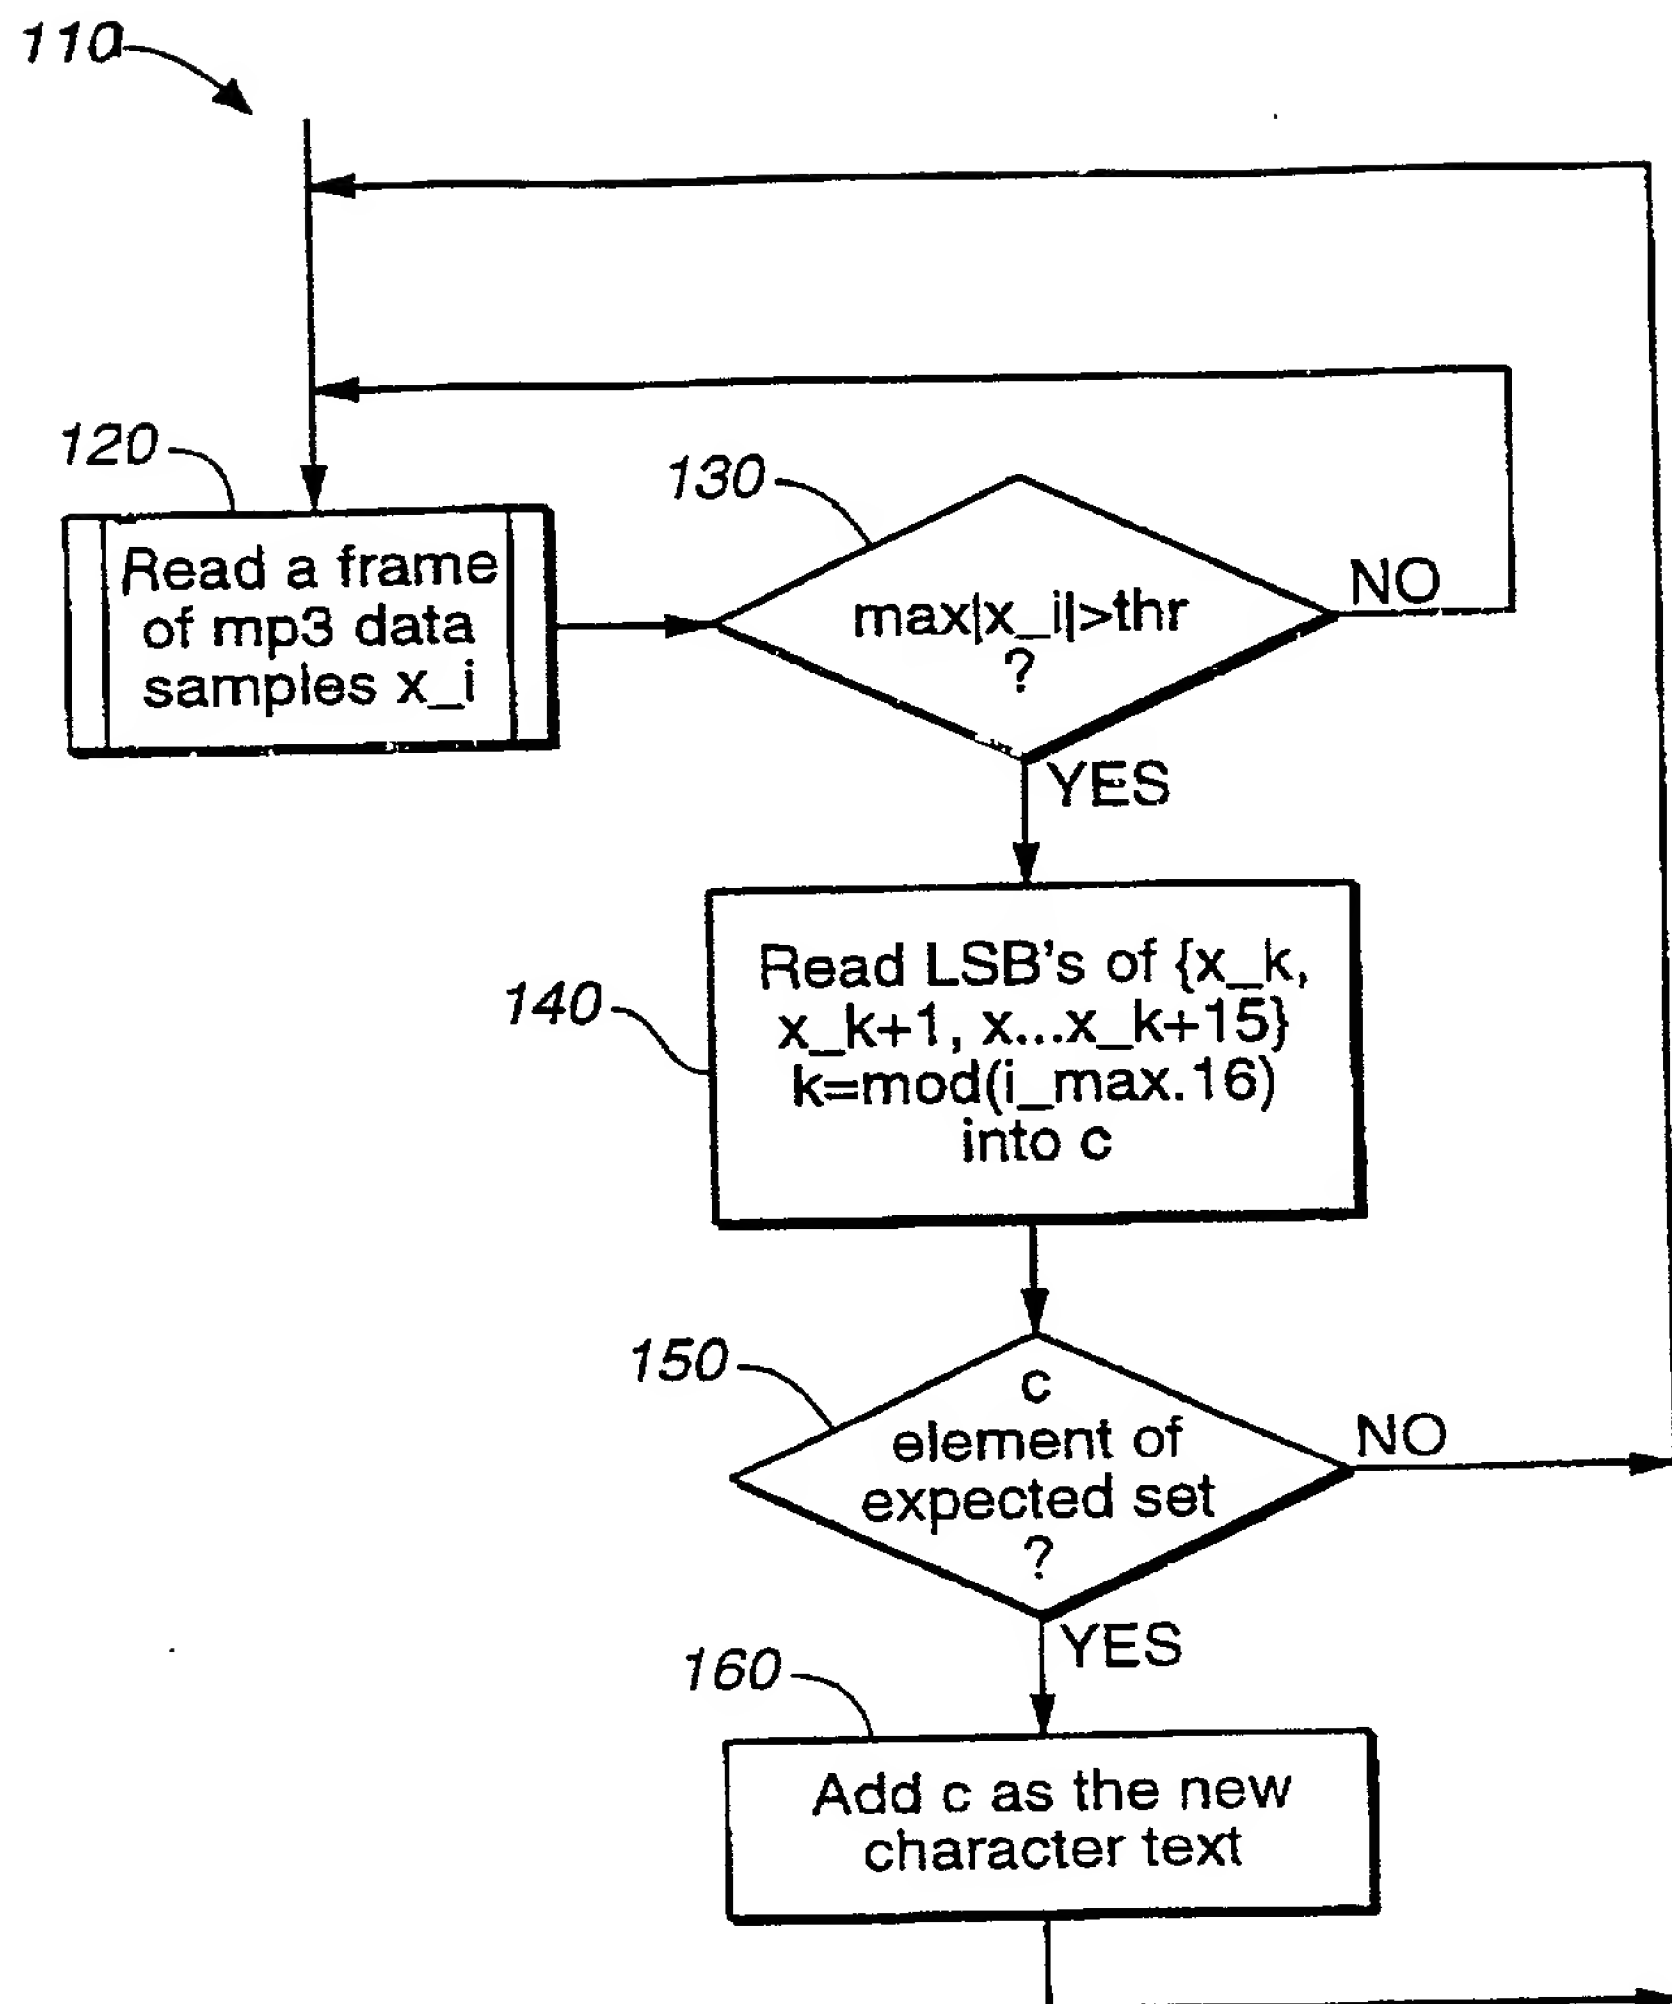 110
120
Read a frame
of mp3 data
samples x_i
130
max|x_i|>thr
?
NO
YES
140
Read LSB's of {x_k,
x_k+1, x...x_k+15}
k=mod(i_max.16)
into c
150
c
element of
expected set
?
NO
YES
160
Add c as the new
character text